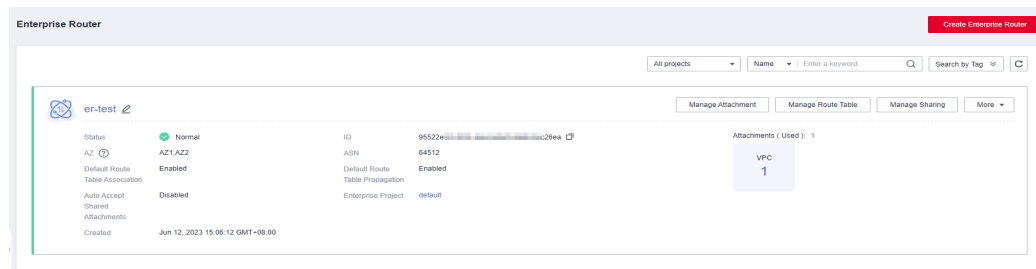 Enterprise Router
Create Enterprise Router
All projects
Name
Enter a keyword.
Search by Tag
er-test
Manage Attachment
Manage Route Table
Manage Sharing
More
Status
Normal
ID
95522e
c26ea
Attachments ( Used ): 1
AZ
AZ1,AZ2
ASN
64512
VPC
1
Default Route
Table Association
Enabled
Default Route
Table Propagation
Enabled
Auto Accept
Shared
Attachments
Disabled
Enterprise Project
default
Created
Jun 12, 2023 15:06:12 GMT+08:00